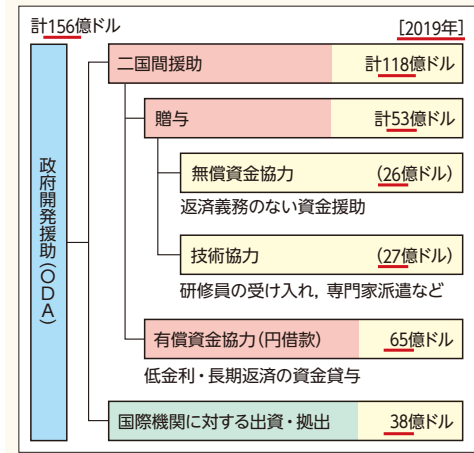 計156億ドル
[2019年]
政府開発援助(ODA)
二国間援助 計118億ドル
贈与 計53億ドル
無償資金協力 (26億ドル)
返済義務のない資金援助
技術協力 (27億ドル)
研修員の受け入れ,専門家派遣など
有償資金協力(円借款) 65億ドル
低金利・長期返済の資金貸与
国際機関に対する出資・拠出 38億ドル